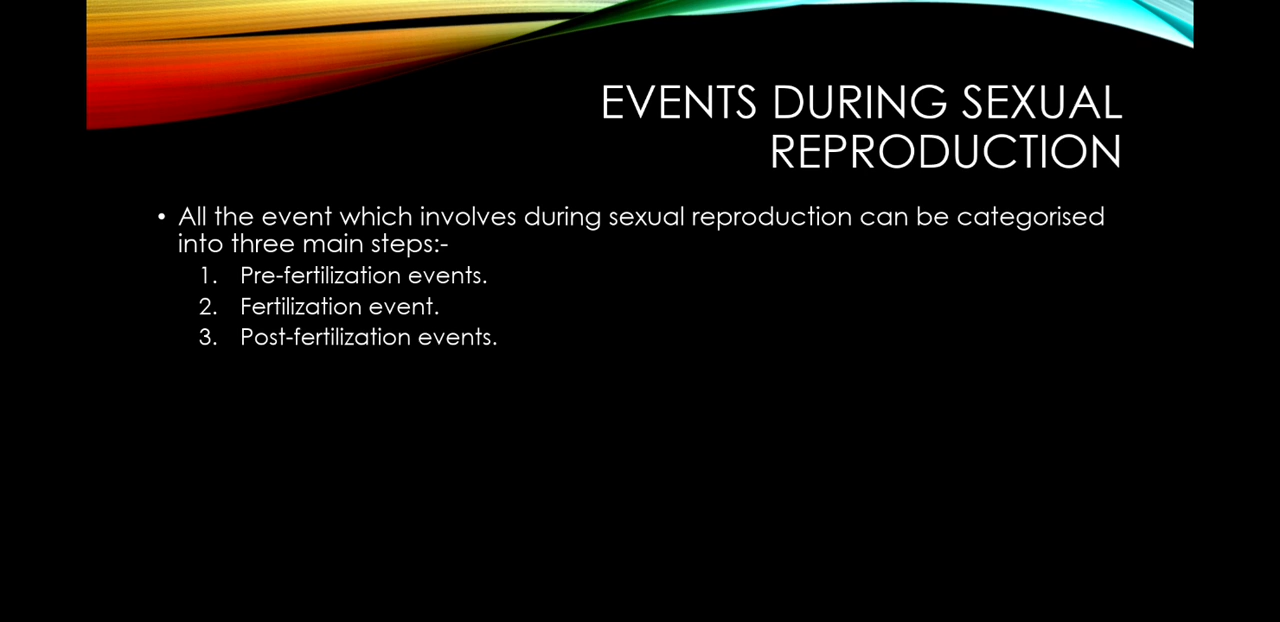 EVENTS DURING SEXUAL
REPRODUCTION
• All the event which involves during sexual reproduction can be categorised
into three main steps:-
1. Pre-fertilization events.
2. Fertilization event.
3. Post-fertilization events.